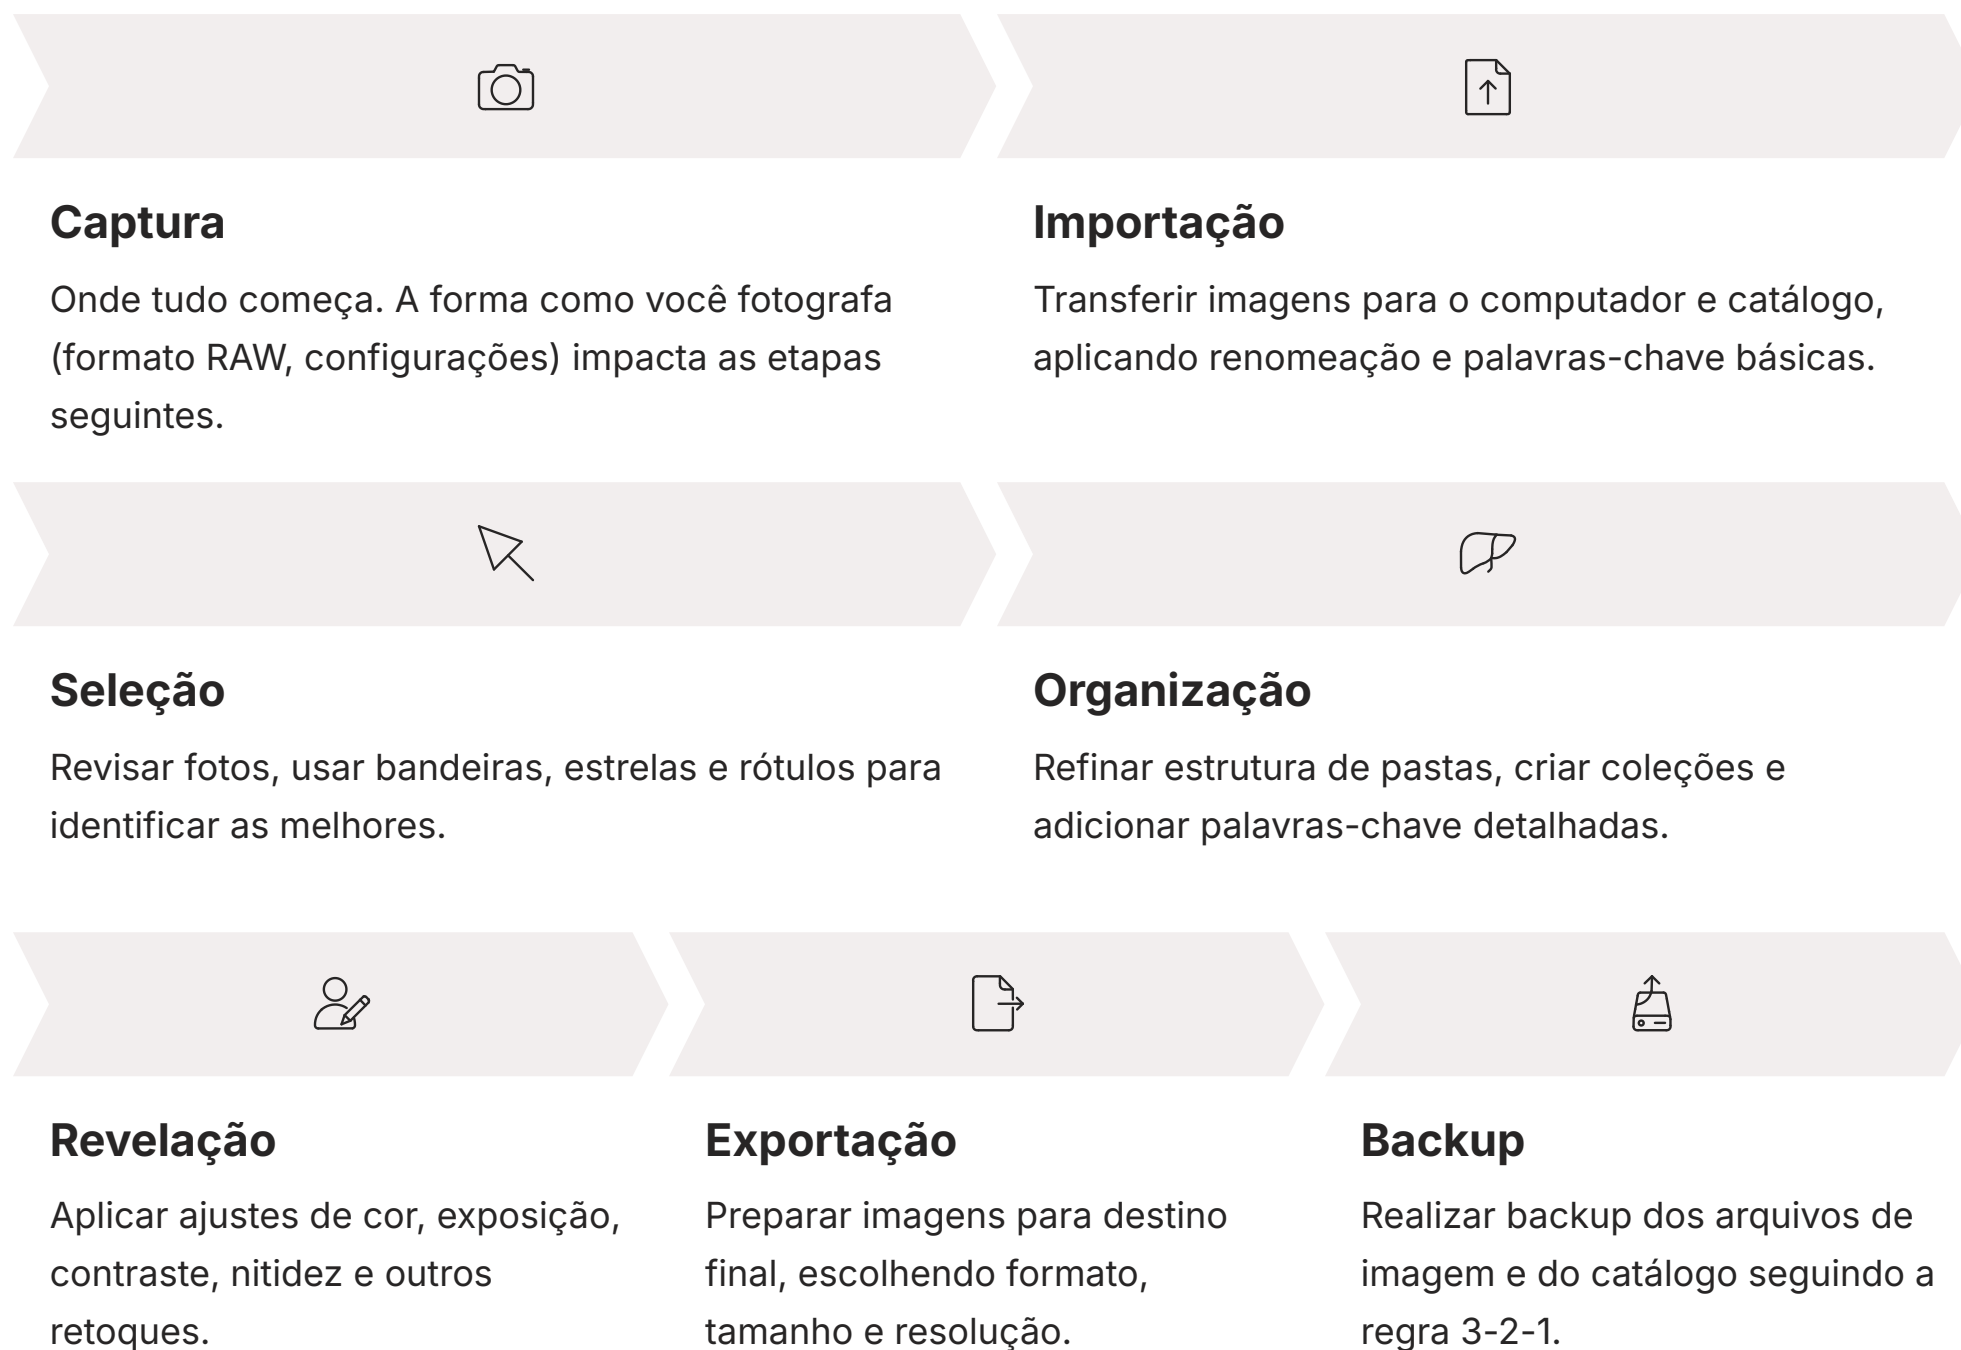 Captura
Onde tudo começa. A forma como você fotografa
(formato RAW, configurações) impacta as etapas
seguintes.
Importação
Transferir imagens para o computador e catálogo,
aplicando renomeação e palavras-chave básicas.
Seleção
Revisar fotos, usar bandeiras, estrelas e rótulos para
identificar as melhores.
Organização
Refinar estrutura de pastas, criar coleções e
adicionar palavras-chave detalhadas.
Revelação
Aplicar ajustes de cor, exposição,
contraste, nitidez e outros
retoques.
Exportação
Preparar imagens para destino
final, escolhendo formato,
tamanho e resolução.
Backup
Realizar backup dos arquivos de
imagem e do catálogo seguindo a
regra 3-2-1.